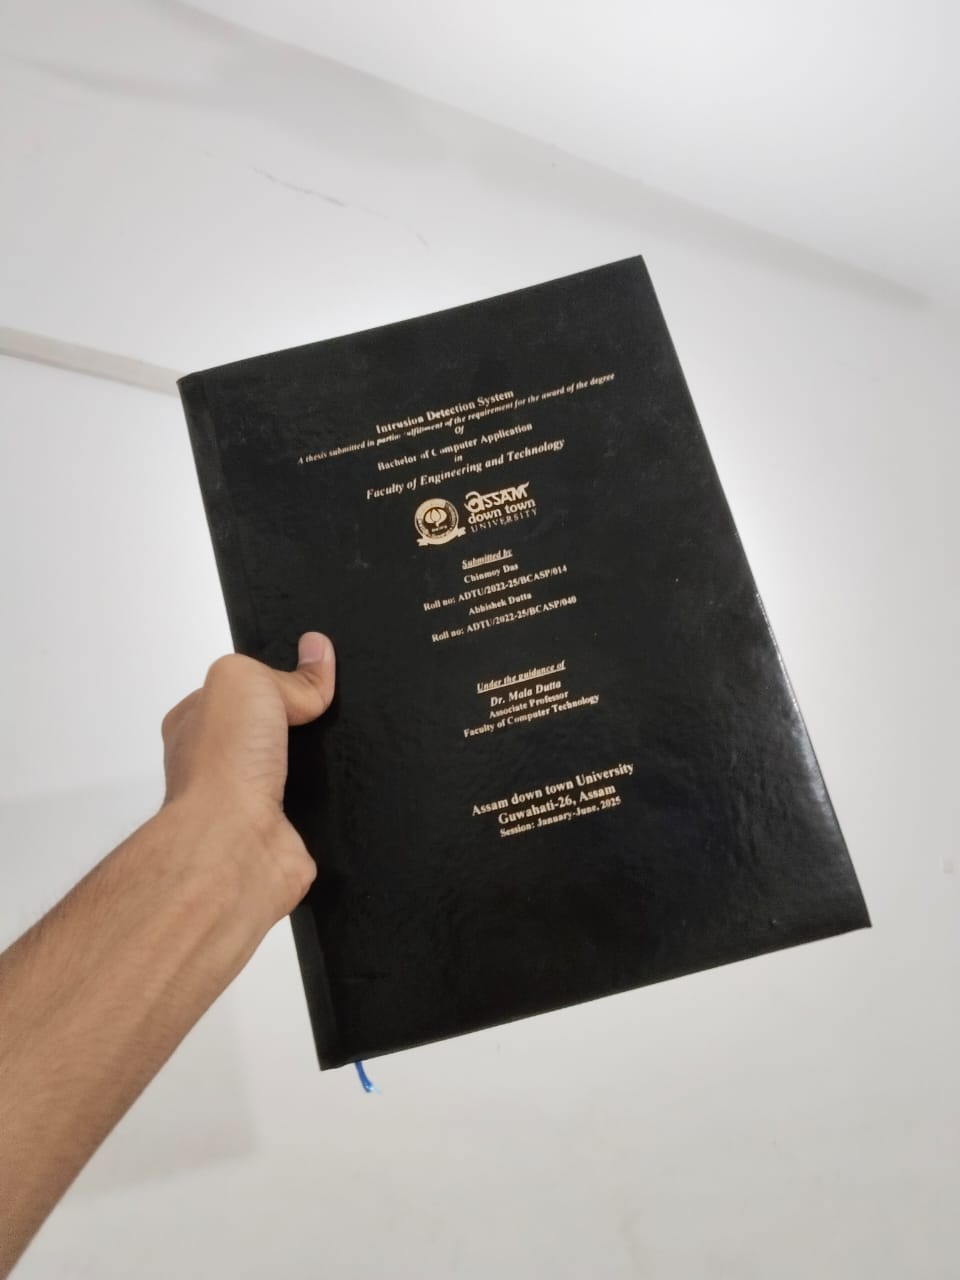 Intrusion Detection System
A thesis submitted in partial fulfillment of the requirement for the award of the degree
Of
Bachelor of Computer Application
in
Faculty of Engineering and Technology
অSSAM
down town
UNIVERSITY
Submitted by
Chinmoy Das
Roll no: ADTU/2022-25/BCASP/014
Abhishek Dutta
Roll no: ADTU/2022-25/BCASP/040
Under the guidance of
Dr. Mala Dutta
Associate Professor
Faculty of Computer Technology
Assam down town University
Guwahati-26, Assam
Session: January-June, 2025